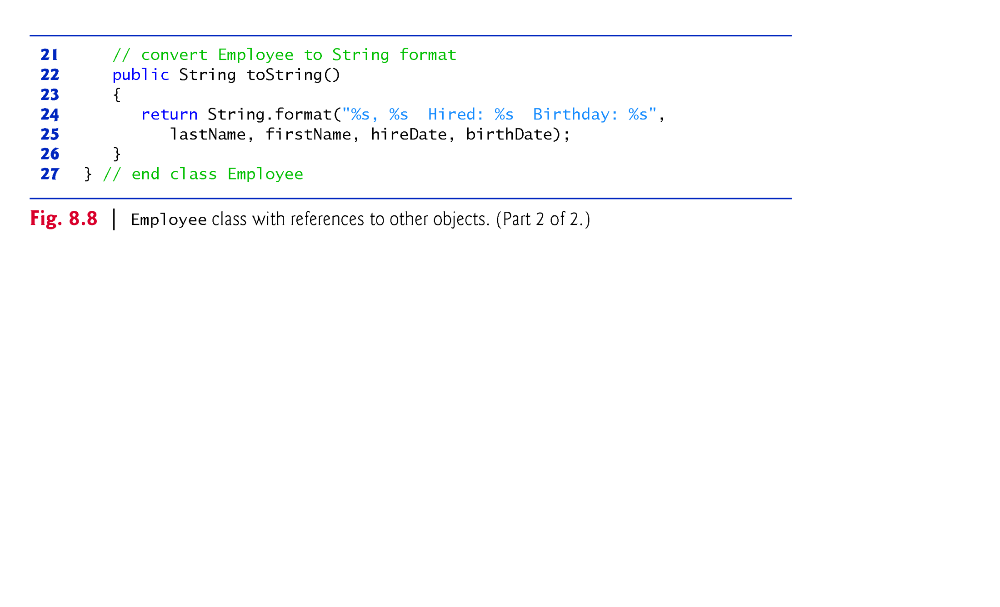 21 // convert Employee to String format
22 public String toString()
23 {
24 return String.format("%s, %s  Hired: %s  Birthday: %s",
25 lastName, firstName, hireDate, birthDate);
26 }
27 } // end class Employee
Fig. 8.8 | Employee class with references to other objects. (Part 2 of 2.)